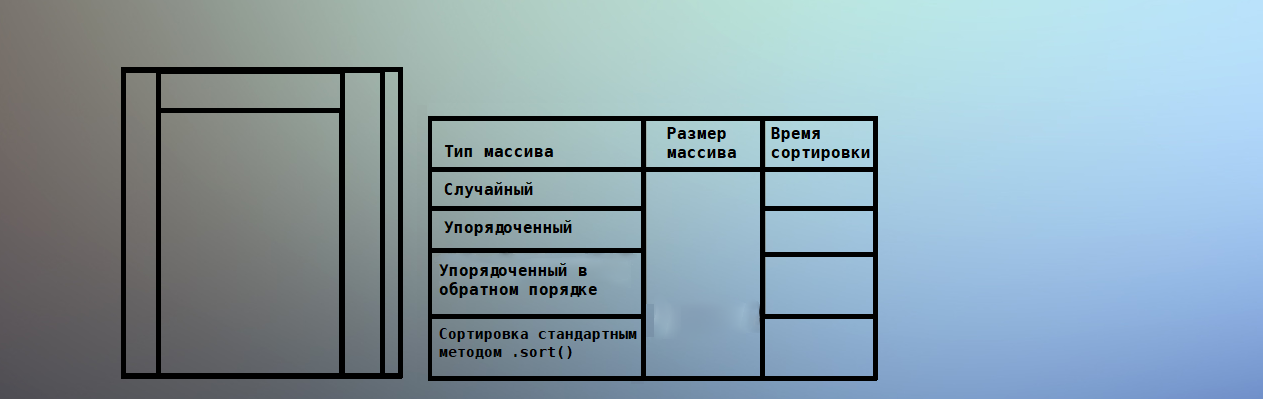 Тип массива
Размер
массива
Время
сортировки
Случайный
Упорядоченный
Упорядоченный в
обратном порядке
Сортировка стандартным
методом .sort()